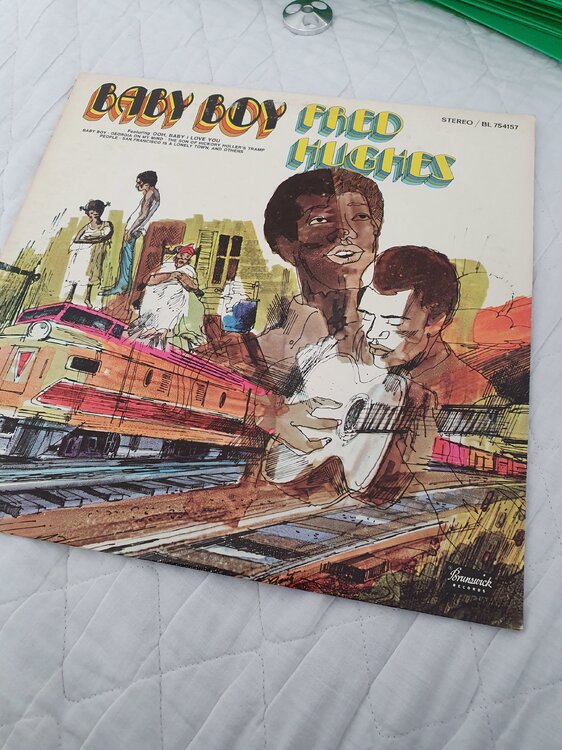 BABY BOY FRED HUGHES
STEREO / BL 754157
Featuring OOH, BABY I LOVE YOU
BABY BOY · GEORGIA ON MY MIND · THE SON OF HICKORY HOLLER'S TRAMP
PEOPLE · SAN FRANCISCO IS A LONELY TOWN, AND OTHERS
Brunswick
RECORDS